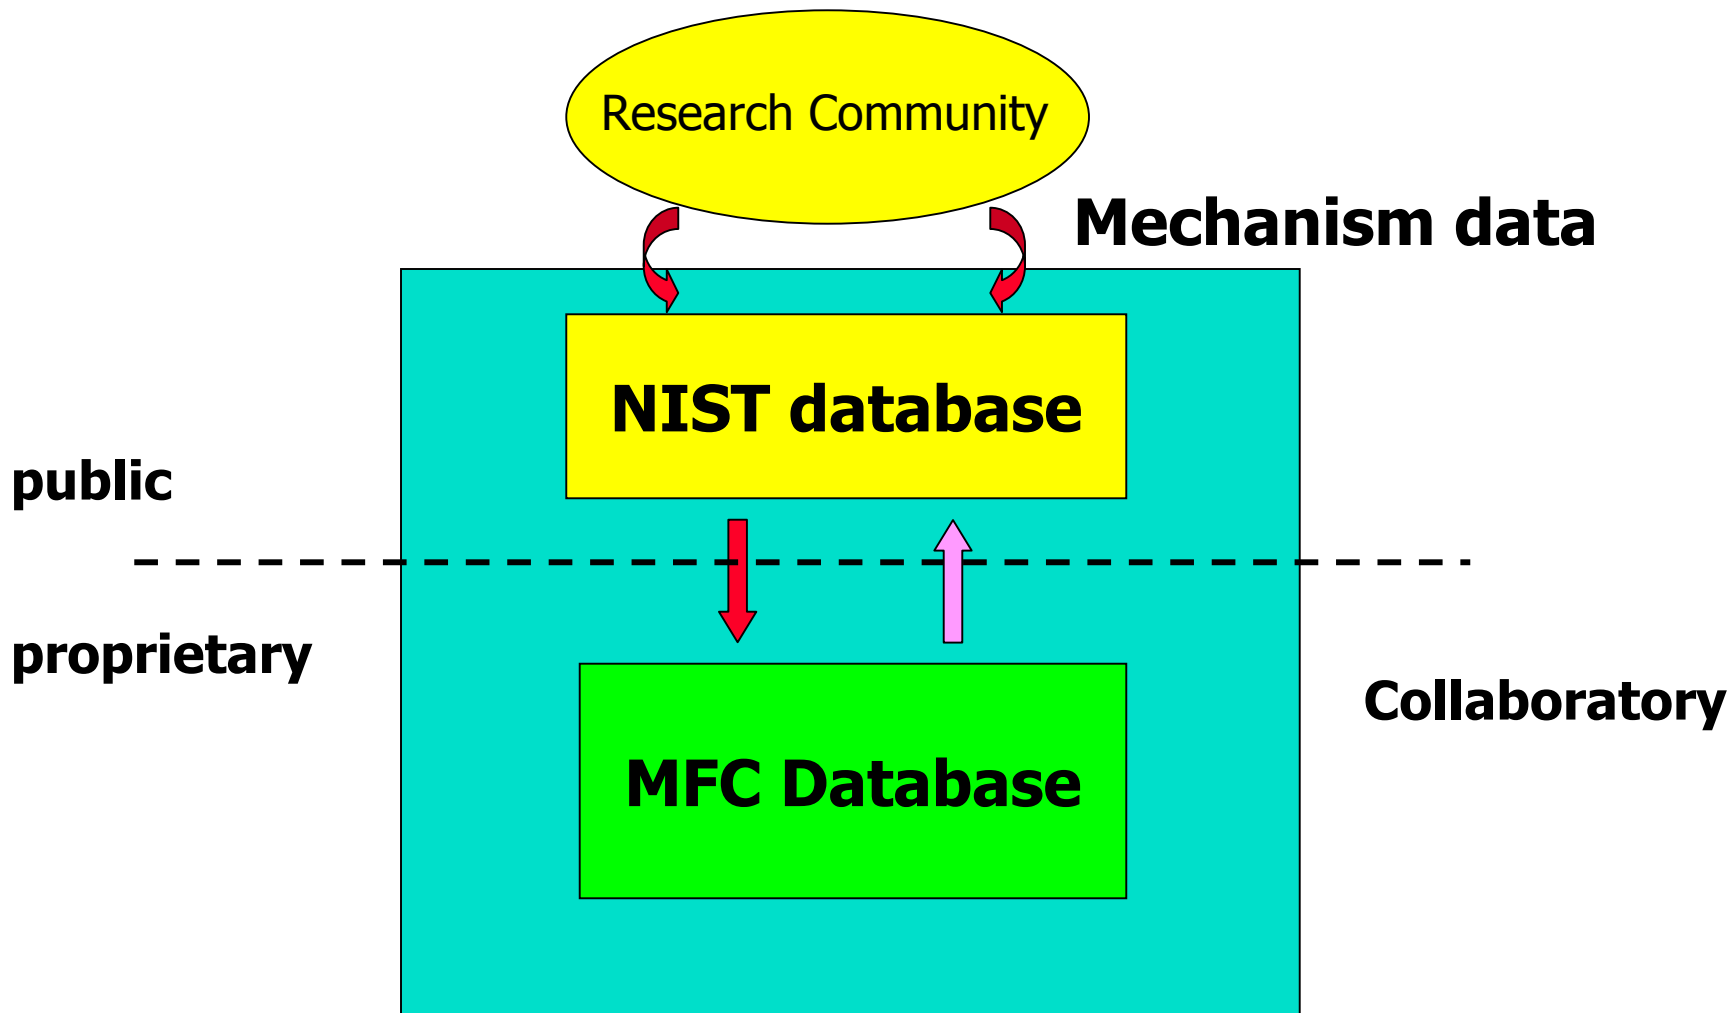 Research Community
Mechanism data
NIST database
public
proprietary
Collaboratory
MFC Database